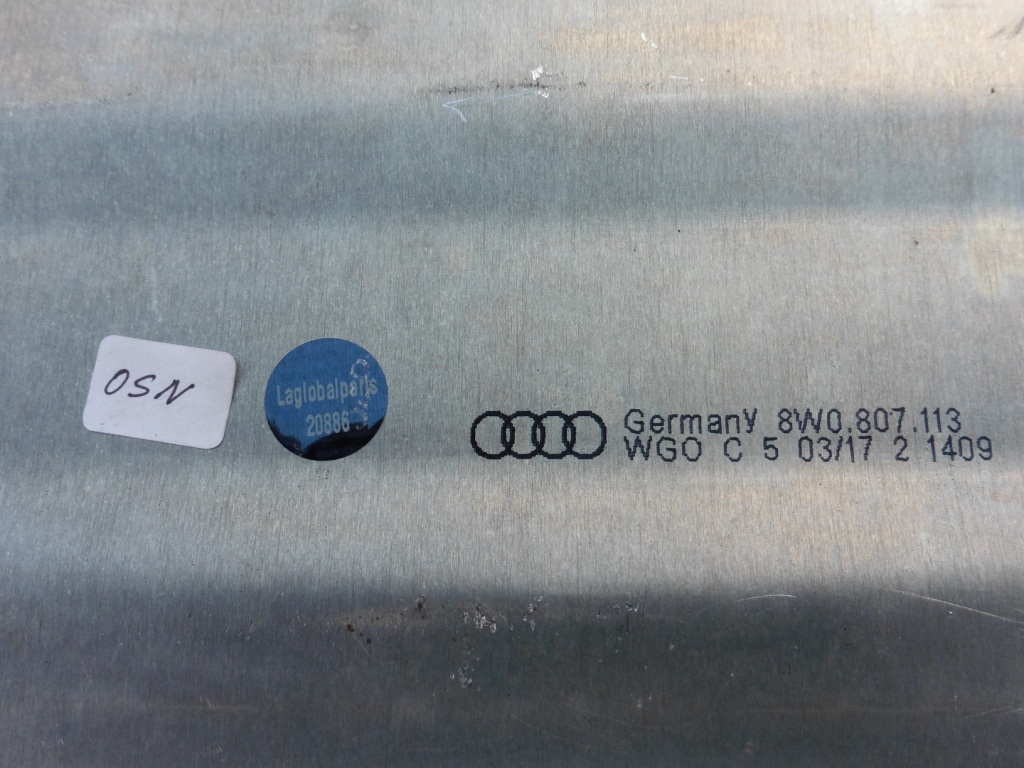 OSN
Laglobalparts
20886
Germany 8W0.807.113
WGO C 5 03/17 2 1409